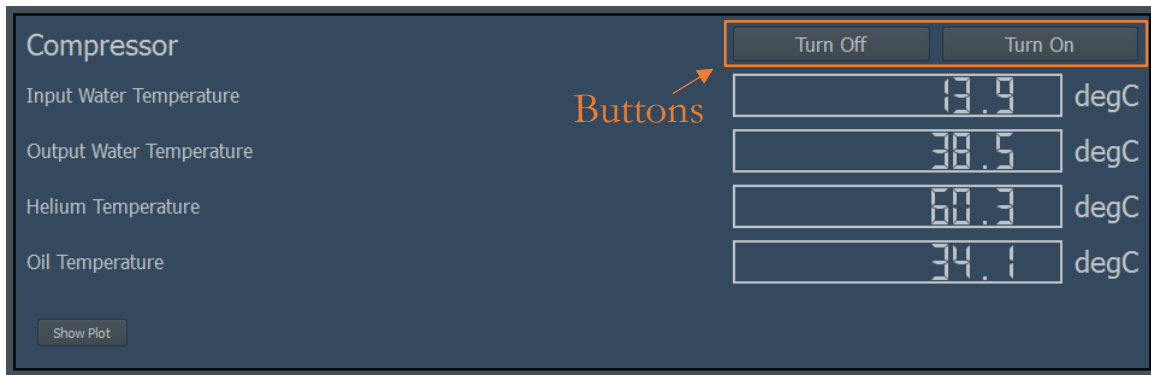 Compressor
Turn Off
Turn On
Input Water Temperature
13.9 degC
Buttons
Output Water Temperature
38.5 degC
Helium Temperature
60.3 degC
Oil Temperature
34.1 degC
Show Plot